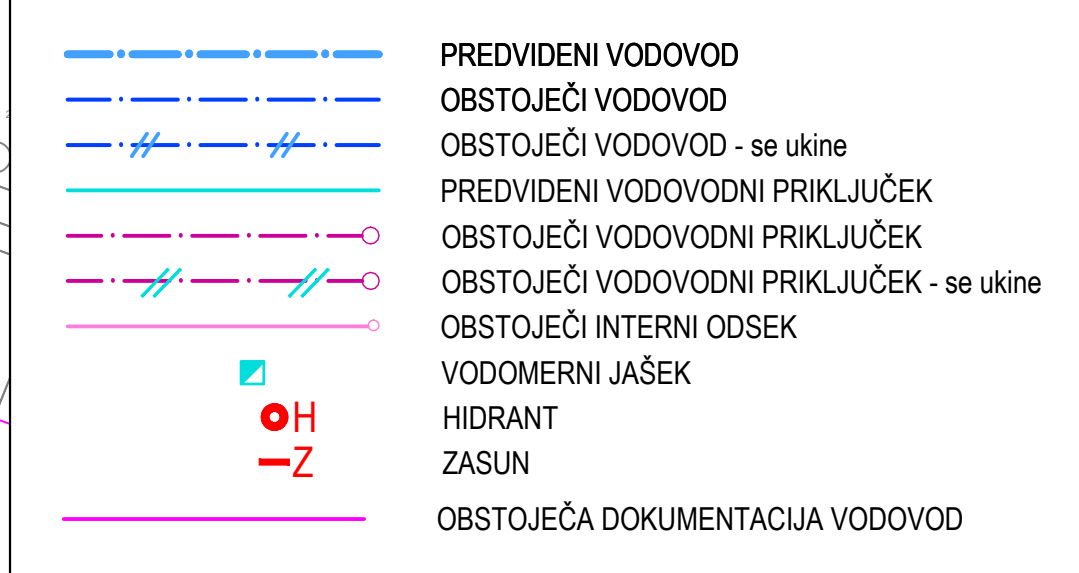 PREDVIDENI VODOVOD
OBSTOJEČI VODOVOD
OBSTOJEČI VODOVOD - se ukine
PREDVIDENI VODOVODNI PRIKLJUČEK
OBSTOJEČI VODOVODNI PRIKLJUČEK
OBSTOJEČI VODOVODNI PRIKLJUČEK - se ukine
OBSTOJEČI INTERNI ODSEK
VODOMERNI JAŠEK
H HIDRANT
Z ZASUN
OBSTOJEČA DOKUMENTACIJA VODOVOD